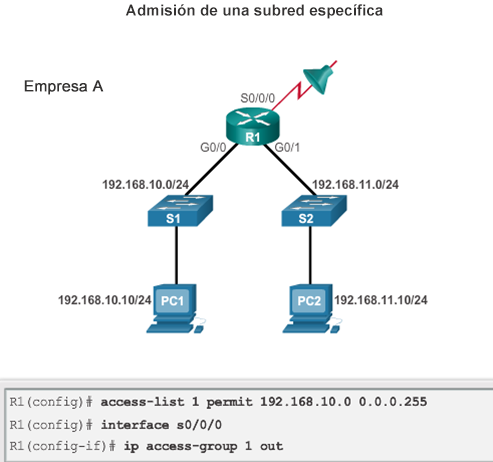 Admisión de una subred específica
Empresa A
S0/0/0
R1
G0/0
G0/1
192.168.10.0/24
192.168.11.0/24
S1
S2
192.168.10.10/24
PC1
PC2
192.168.11.10/24
R1(config)# access-list 1 permit 192.168.10.0 0.0.0.255
R1(config)# interface s0/0/0
R1(config-if)# ip access-group 1 out